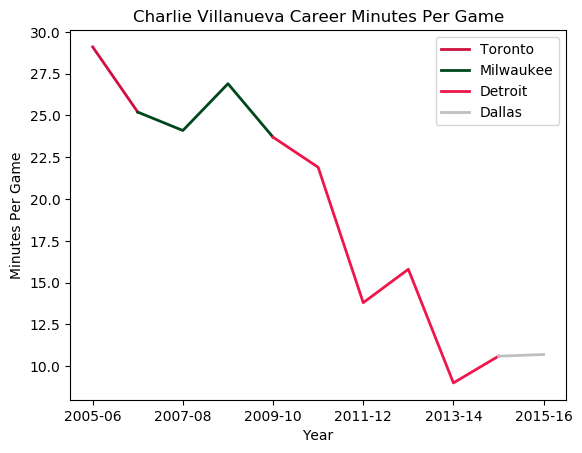 Charlie Villanueva Career Minutes Per Game
30.0
27.5
25.0
22.5
20.0
17.5
15.0
12.5
10.0
Minutes Per Game
Toronto
Milwaukee
Detroit
Dallas
2005-06 2007-08 2009-10 2011-12 2013-14 2015-16
Year